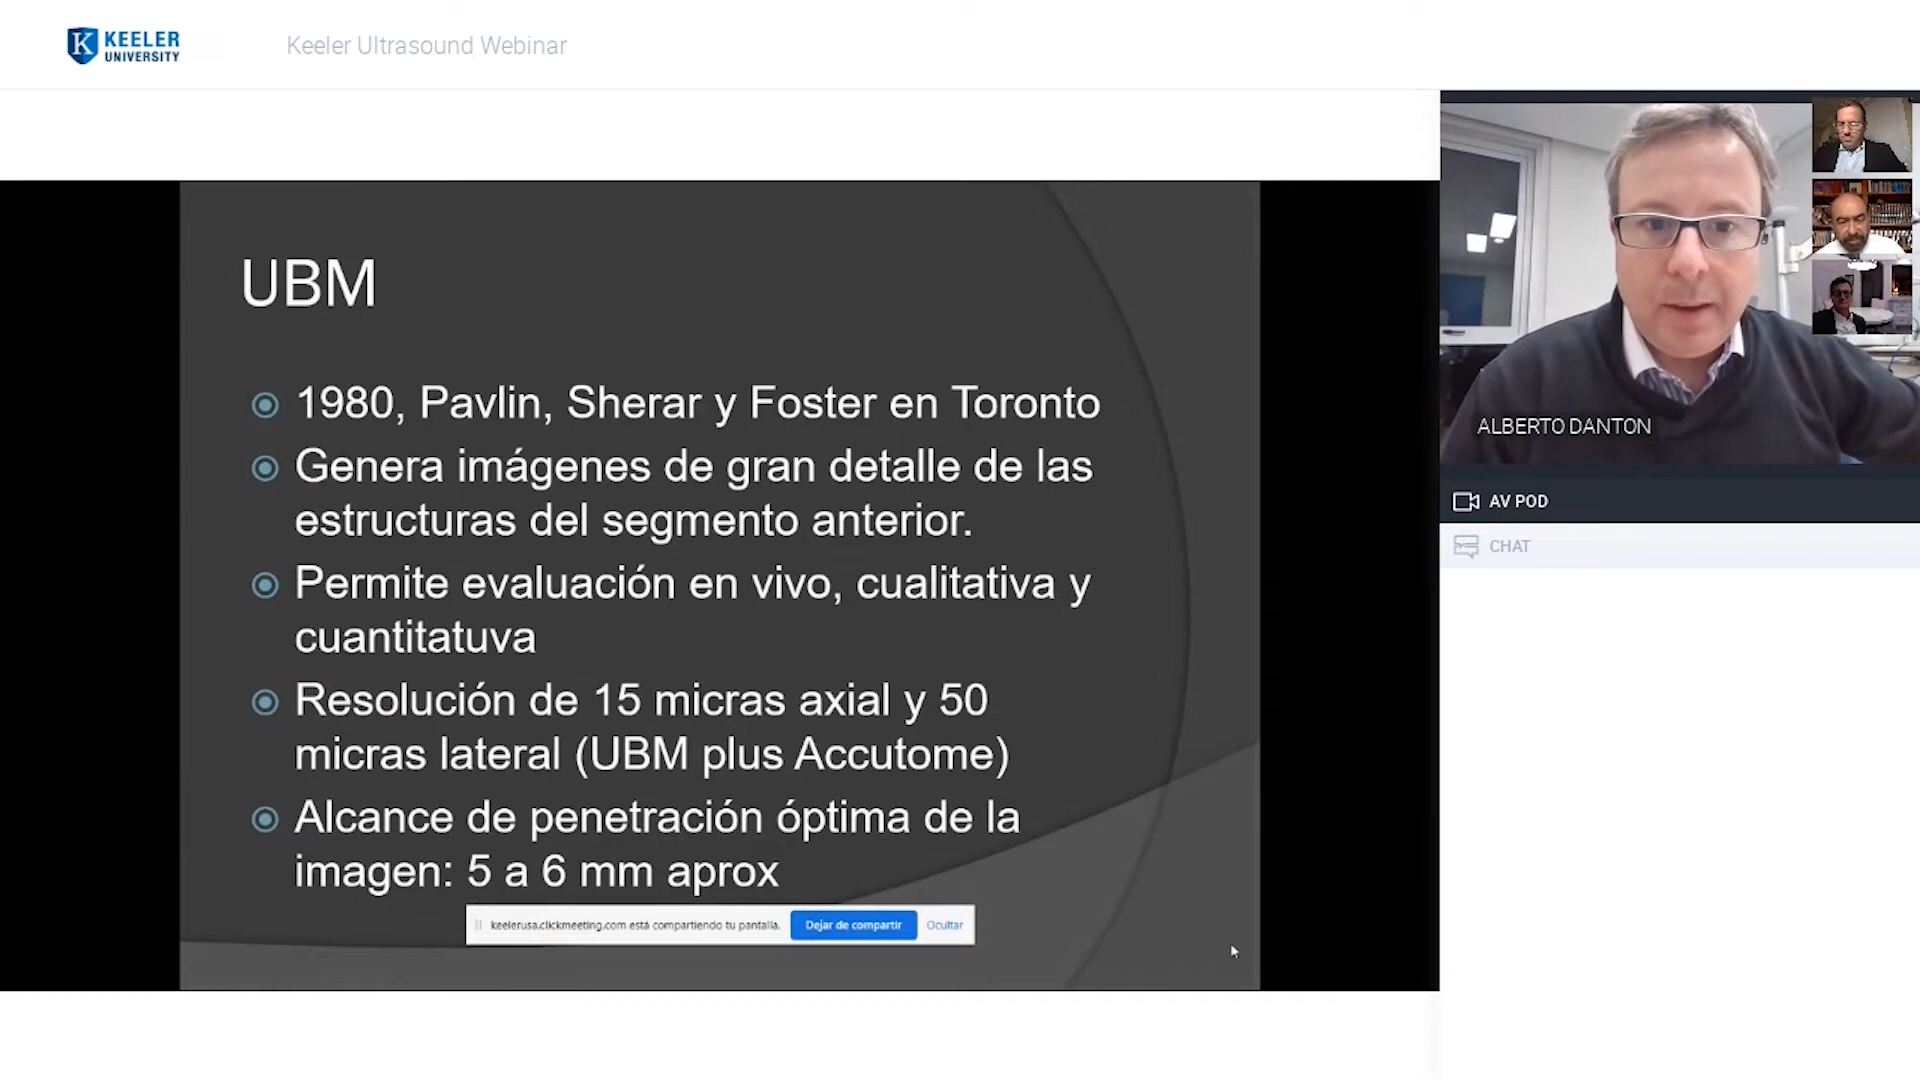 KEELER
UNIVERSITY
Keeler Ultrasound Webinar
UBM
1980, Pavlin, Sherar y Foster en Toronto
Genera imágenes de gran detalle de las
estructuras del segmento anterior.
Permite evaluación en vivo, cualitativa y
cuantitatuva
Resolución de 15 micras axial y 50
micras lateral (UBM plus Accutome)
Alcance de penetración óptima de la
imagen: 5 a 6 mm aprox
keelerusa.clickmeeting.com está compartiendo tu pantalla.
Dejar de compartir
Ocultar
ALBERTO DANTON
AV POD
CHAT